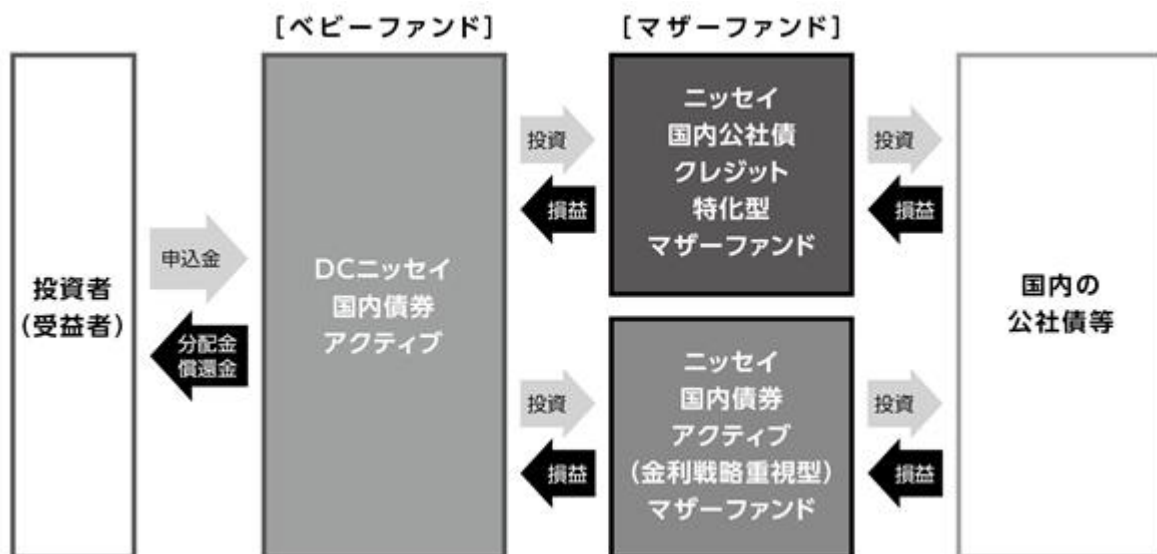 [ベビーファンド]
[マザーファンド]
投資者
(受益者)
申込金
分配金
償還金
DCニッセイ
国内債券
アクティブ
投資
損益
投資
損益
ニッセイ
国内公社債
クレジット
特化型
マザーファンド
ニッセイ
国内債券
アクティブ
(金利戦略重視型)
マザーファンド
投資
損益
投資
損益
国内の
公社債等